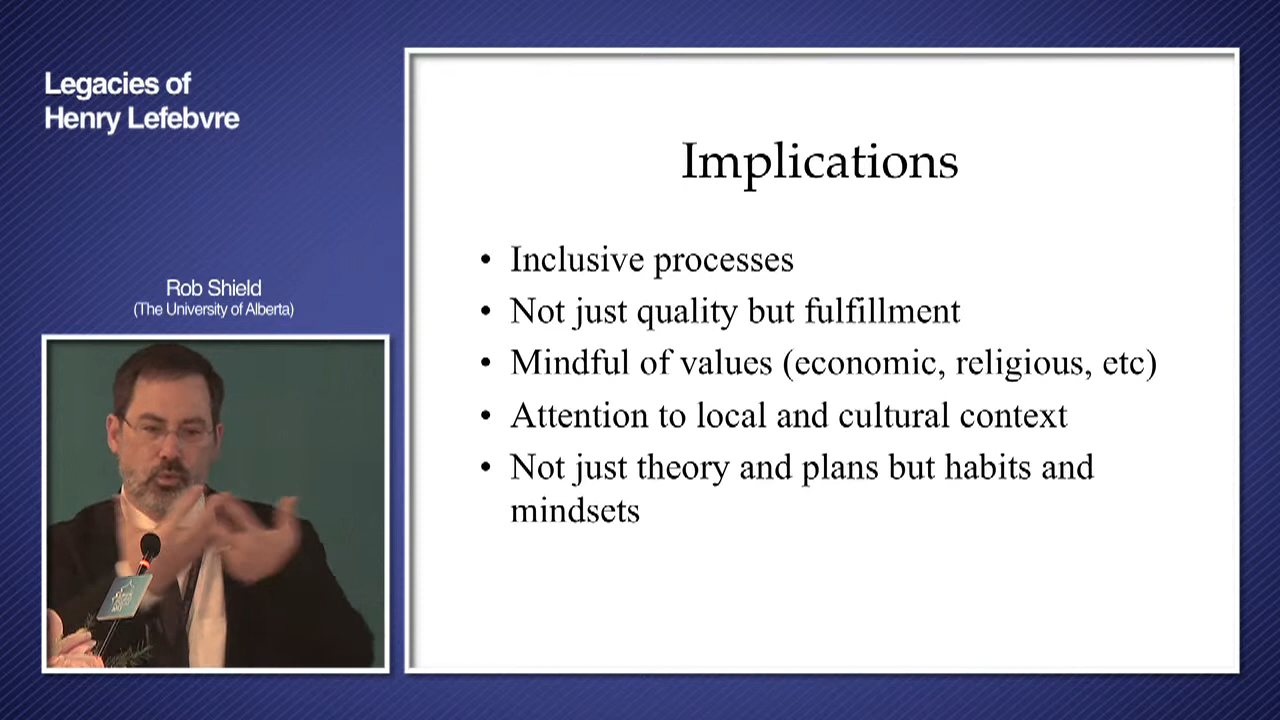 Legacies of
Henry Lefebvre
Rob Shield
(The University of Alberta)
Implications
• Inclusive processes
• Not just quality but fulfillment
• Mindful of values (economic, religious, etc)
• Attention to local and cultural context
• Not just theory and plans but habits and
mindsets